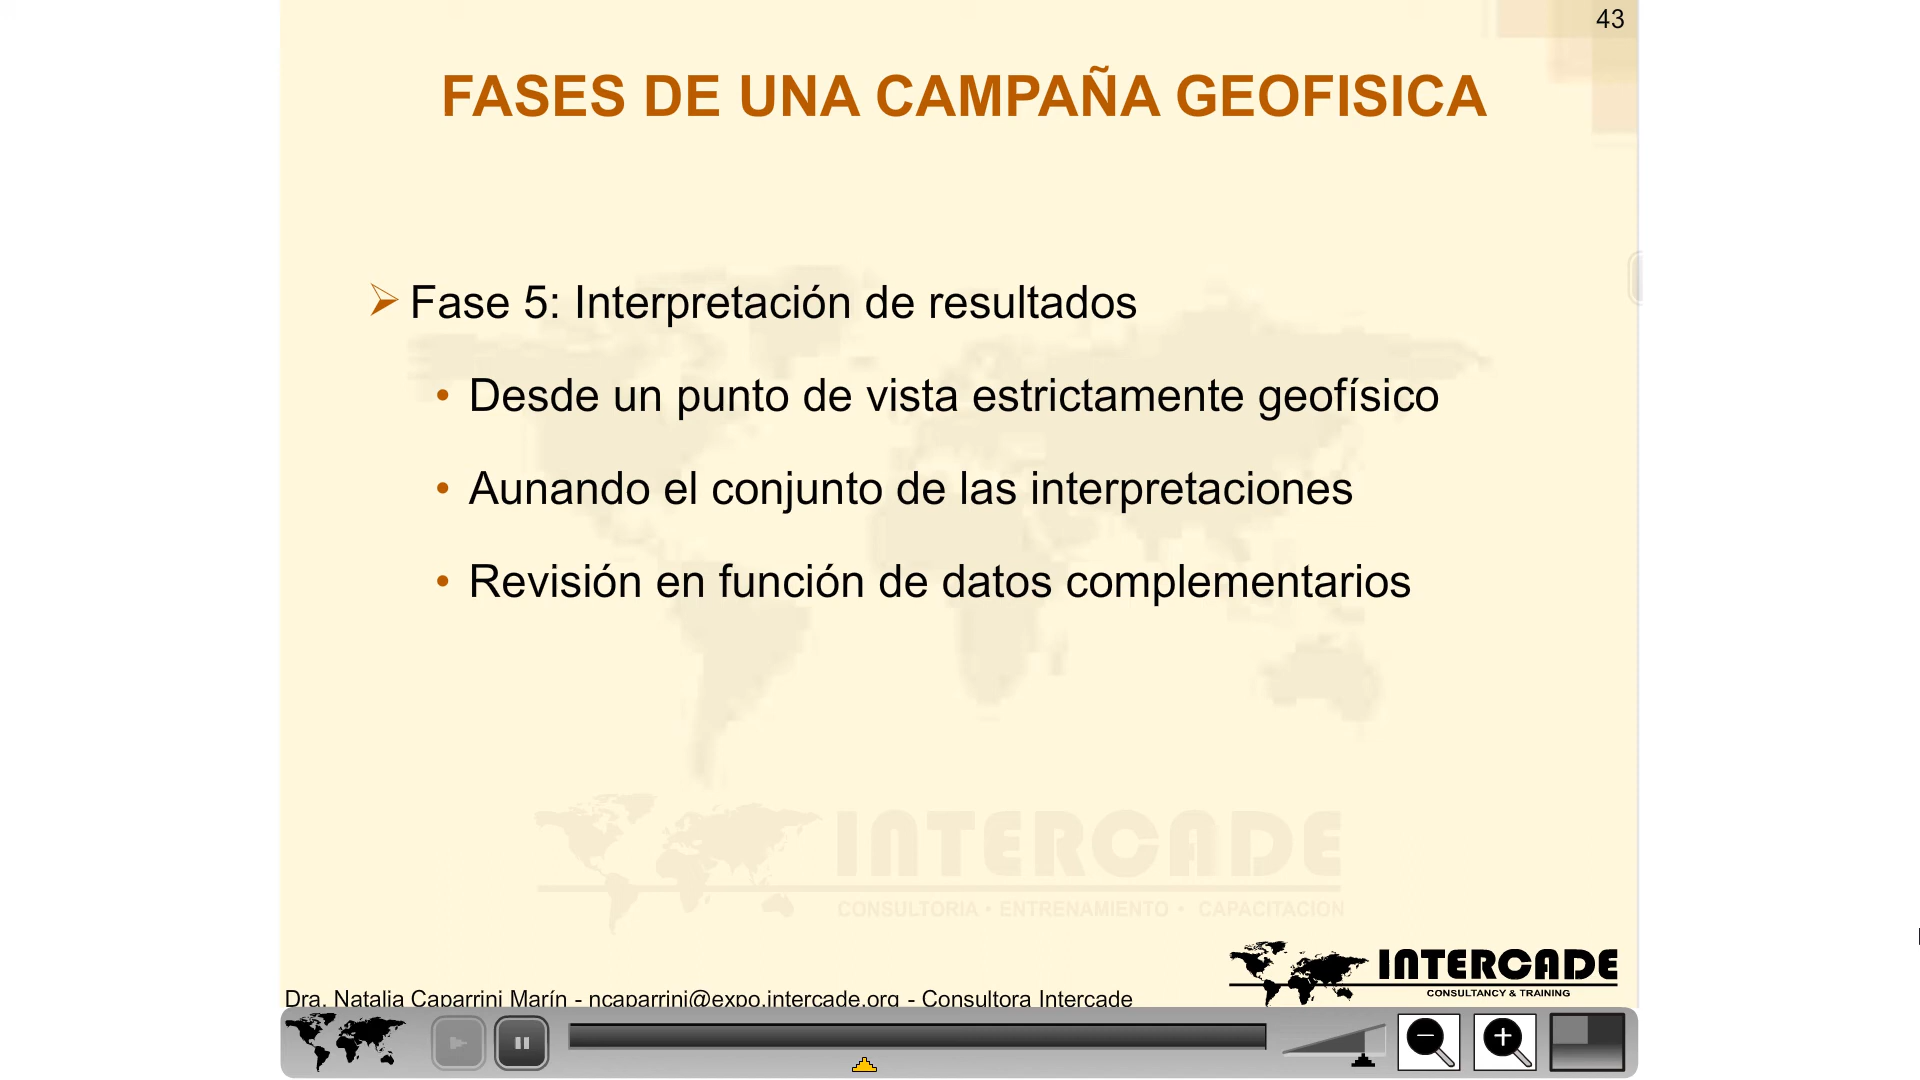 43
FASES DE UNA CAMPAÑA GEOFISICA
Fase 5: Interpretación de resultados
• Desde un punto de vista estrictamente geofísico
• Aunando el conjunto de las interpretaciones
• Revisión en función de datos complementarios
INTERCADE
CONSULTORIA • ENTRENAMIENTO • CAPACITACION
INTERCADE
CONSULTANCY & TRAINING
Dra. Natalia Caparrini Marín - ncaparrini@expo.intercade.org - Consultora Intercade